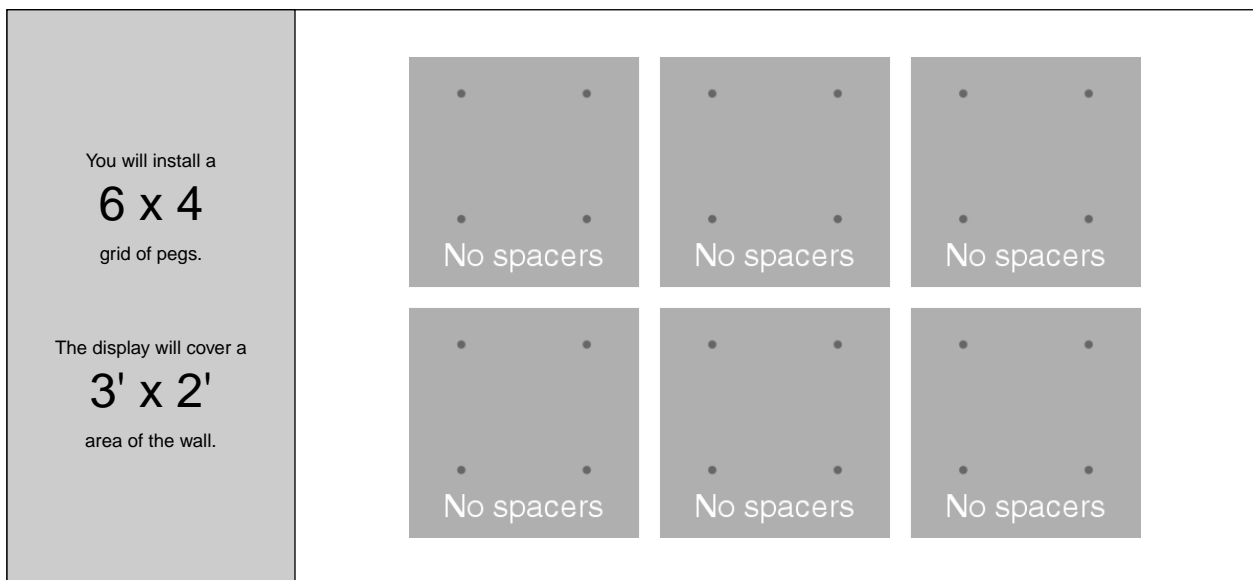 You will install a
6 x 4
grid of pegs.
The display will cover a
3' x 2'
area of the wall.
No spacers
No spacers
No spacers
No spacers
No spacers
No spacers